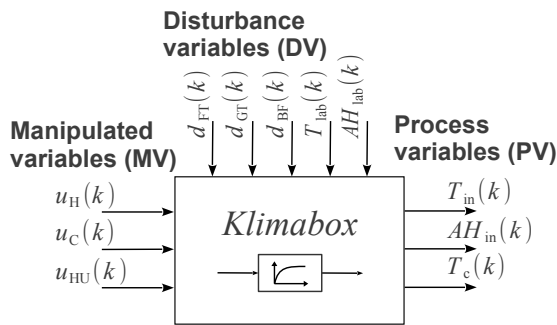 Disturbance
variables (DV)
d_FT(k)
d_GT(k)
d_BF(k)
T_lab(k)
AH_lab(k)
Manipulated
variables (MV)
u_H(k)
u_C(k)
u_HU(k)
Klimabox
Process
variables (PV)
T_in(k)
AH_in(k)
T_c(k)